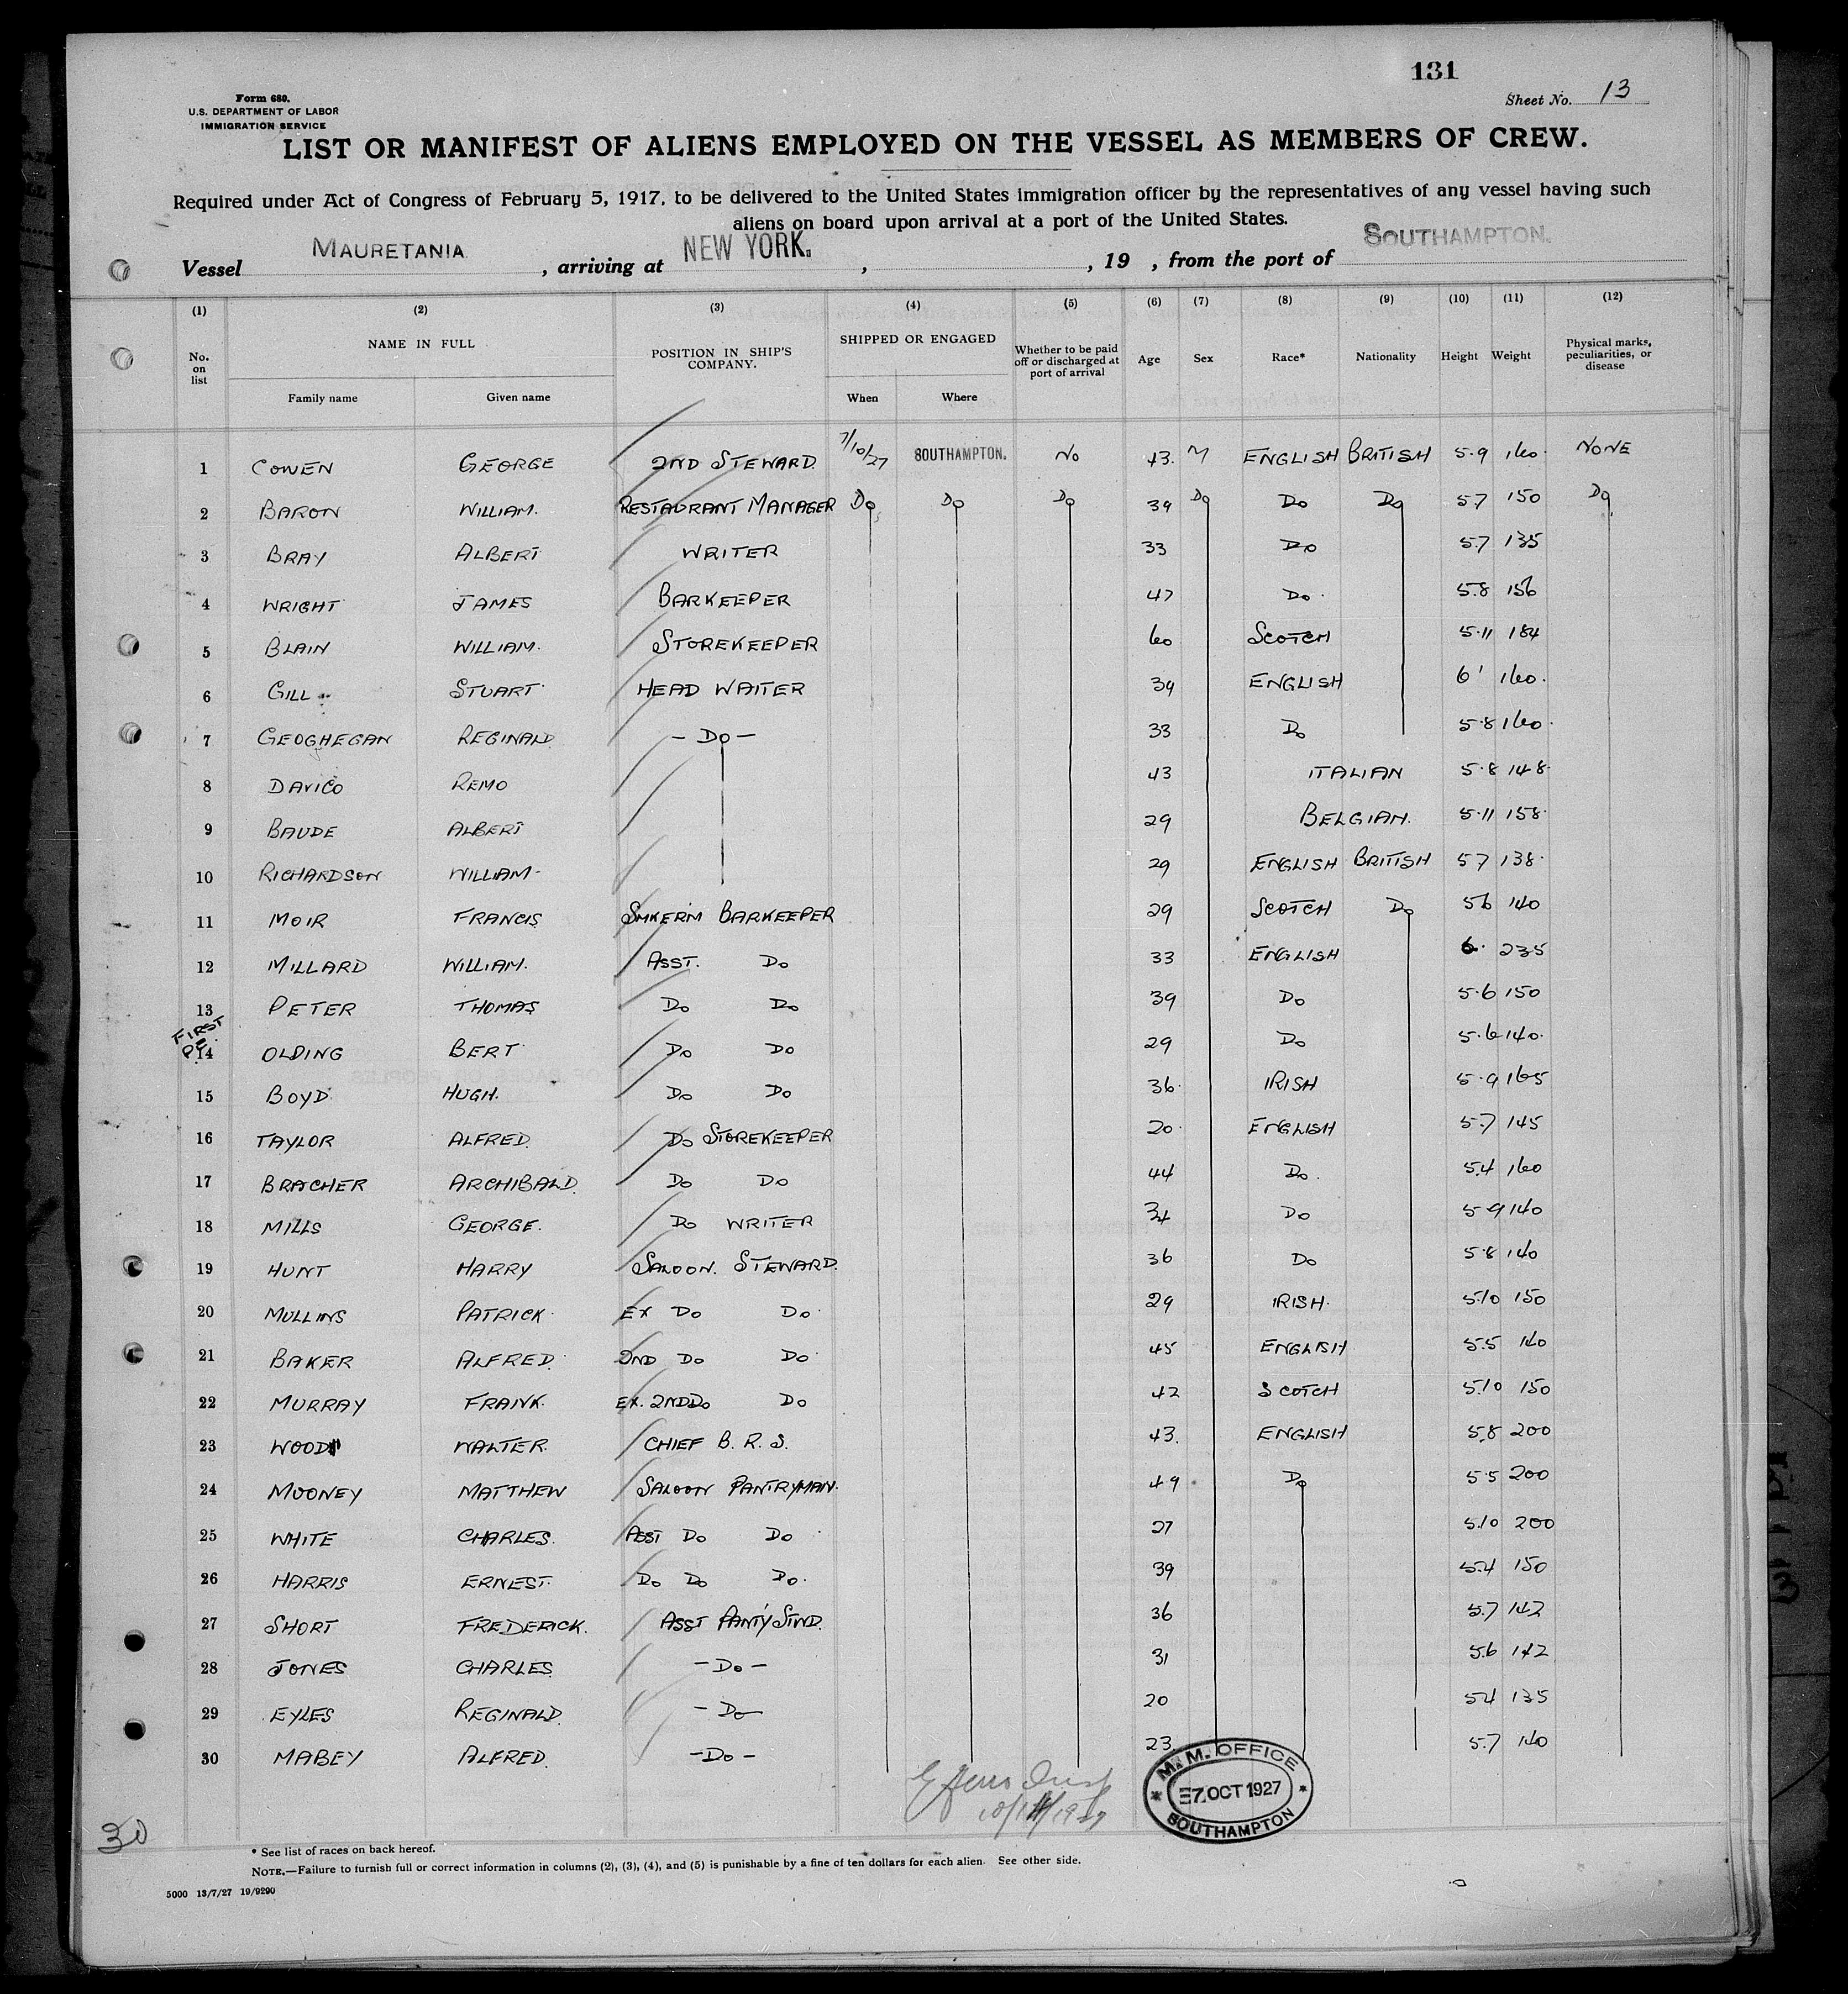 131
Form 680.
U.S. DEPARTMENT OF LABOR
IMMIGRATION SERVICE
Sheet No. 13
LIST OR MANIFEST OF ALIENS EMPLOYED ON THE VESSEL AS MEMBERS OF CREW.
Required under Act of Congress of February 5, 1917, to be delivered to the United States immigration officer by the representatives of any vessel having such
aliens on board upon arrival at a port of the United States.
Vessel MAURETANIA, arriving at NEW YORK. , , 19 , from the port of SOUTHAMPTON.
(1) (2) (3) (4) (5) (6) (7) (8) (9) (10) (11) (12)
No. on list NAME IN FULL POSITION IN SHIP'S COMPANY. SHIPPED OR ENGAGED Whether to be paid off or discharged at port of arrival Age Sex Race* Nationality Height Weight Physical marks, peculiarities, or disease
Family name Given name When Where
1 COWEN GEORGE 2ND STEWARD. 7/10/27 SOUTHAMPTON. NO 43. M ENGLISH BRITISH 5.9 160. NONE
2 BARON WILLIAM. RESTAURANT MANAGER DO DO DO 39 DO DO DO 5.7 150 DO
3 BRAY ALBERT WRITER 33 DO 5.7 135
4 WRIGHT JAMES BARKEEPER 47 DO. 5.8 156
5 BLAIN WILLIAM. STOREKEEPER 60 SCOTCH 5.11 184
6 GILL STUART HEAD WAITER 39 ENGLISH 6' 160.
7 GEOGHEGAN REGINALD. - DO - 33 DO 5.8 160.
8 DAVICO REMO 43 ITALIAN 5.8 148.
9 BAUDE ALBERT 29 BELGIAN. 5.11 158.
10 RICHARDSON WILLIAM- 29 ENGLISH BRITISH 5.7 138.
11 MOIR FRANCIS SMKERM BARKEEPER 29 SCOTCH DO 5.6 140
12 MILLARD WILLIAM. ASST. DO 33 ENGLISH 6. 235
13 PETER THOMAS DO DO 39 DO 5.6 150
FIRST
14 OLDING BERT DO DO 29 DO 5.6 140.
15 BOYD HUGH. DO DO 36. IRISH 5.9 165
16 TAYLOR ALFRED. DO STOREKEEPER 20. ENGLISH 5.7 145
17 BRACHER ARCHIBALD. DO DO 44 DO. 5.4 160
18 MILLS GEORGE. DO WRITER 34 DO 5.9 140
19 HUNT HARRY SALOON. STEWARD. 36 DO 5.8 140
20 MULLINS PATRICK EX DO DO 29 IRISH. 5.10 150
21 BAKER ALFRED. 2ND DO DO 45 ENGLISH 5.5 140
22 MURRAY FRANK. EX. 2ND DO DO 42 SCOTCH 5.10 150
23 WOOD WALTER. CHIEF B. R. S. 43. ENGLISH 5.8 200
24 MOONEY MATTHEW SALOON PANTRYMAN. 49 DO 5.5 200
25 WHITE CHARLES. ASST DO DO 27 5.10 200
26 HARRIS ERNEST. DO DO DO. 39 5.4 150
27 SHORT FREDERICK. ASST PANTY STWD. 36 5.7 142
28 JONES CHARLES - DO - 31 5.6 142
29 EYLES REGINALD. - DO - 20 5.4 135
30 MABEY ALFRED. - DO - 23 5.7 140
M. M. OFFICE
7 OCT 1927
SOUTHAMPTON
30
* See list of races on back hereof.
NOTE.—Failure to furnish full or correct information in columns (2), (3), (4), and (5) is punishable by a fine of ten dollars for each alien. See other side.
5000 13/7/27 19/9290